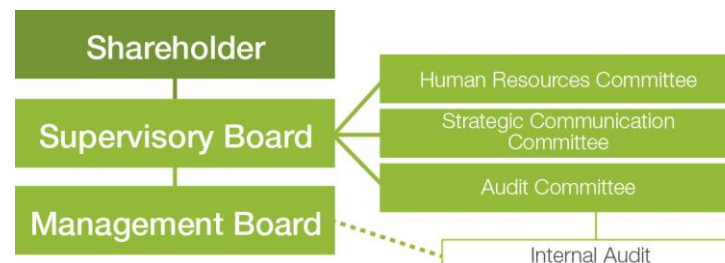 Shareholder
Supervisory Board
Management Board
Human Resources Committee
Strategic Communication
Committee
Audit Committee
Internal Audit